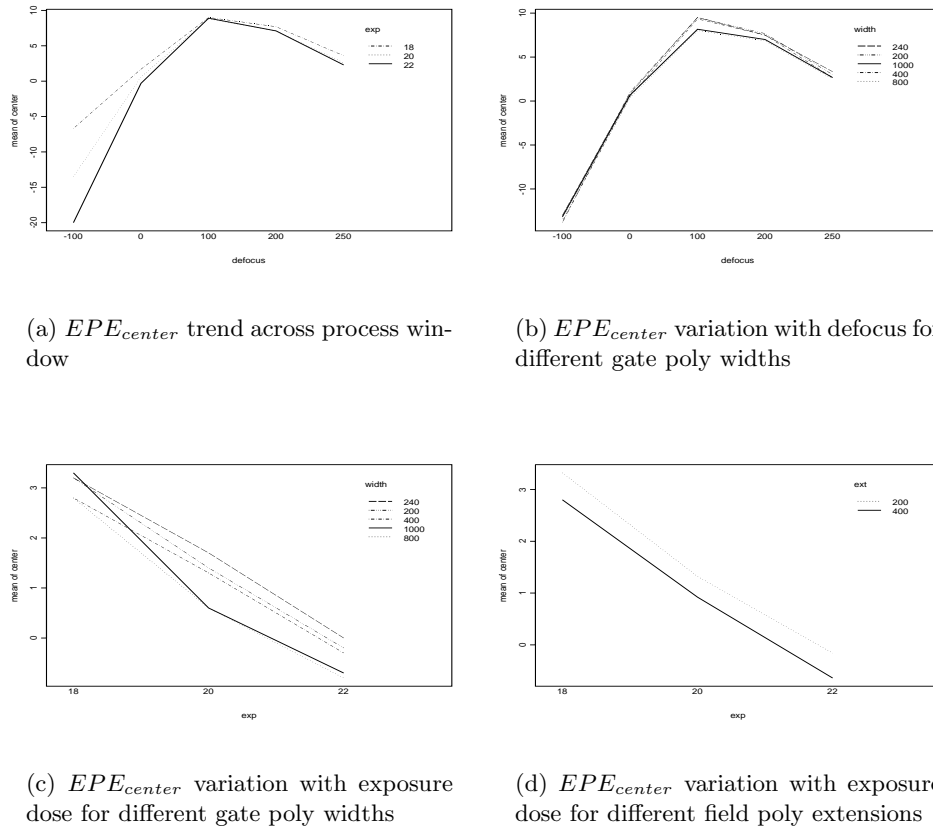 10
5
0
-5
-10
-15
-20
mean of center
exp
18
20
22
-100 0 100 200 250
defocus
10
5
0
-5
-10
mean of center
width
240
200
1000
400
800
-100 0 100 200 250
defocus
(a) EPEcenter trend across process win-
dow
(b) EPEcenter variation with defocus for
different gate poly widths
3
2
1
0
mean of center
width
240
200
400
1000
800
18 20 22
exp
3
2
1
0
mean of center
ext
200
400
18 20 22
exp
(c) EPEcenter variation with exposure
dose for different gate poly widths
(d) EPEcenter variation with exposure
dose for different field poly extensions